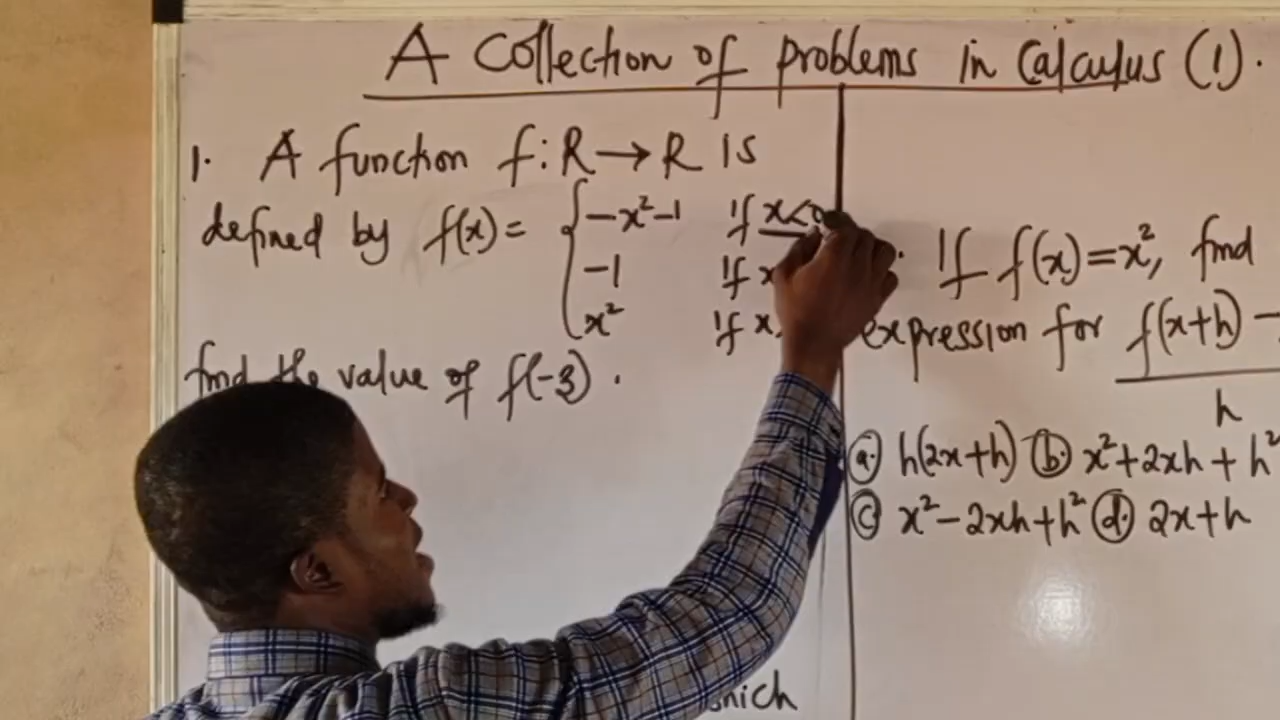 A Collection of problems in Calculus (1).
1. A function f:R→R is
defined by f(x)= { -x²-1 if x<0
-1 if x
x² if x
find the value of f(-3).
If f(x)=x², find
expression for f(x+h) -
h
(a.) h(2x+h) (b.) x²+2xh+h²
(c) x²-2xh+h² (d.) 2x+h